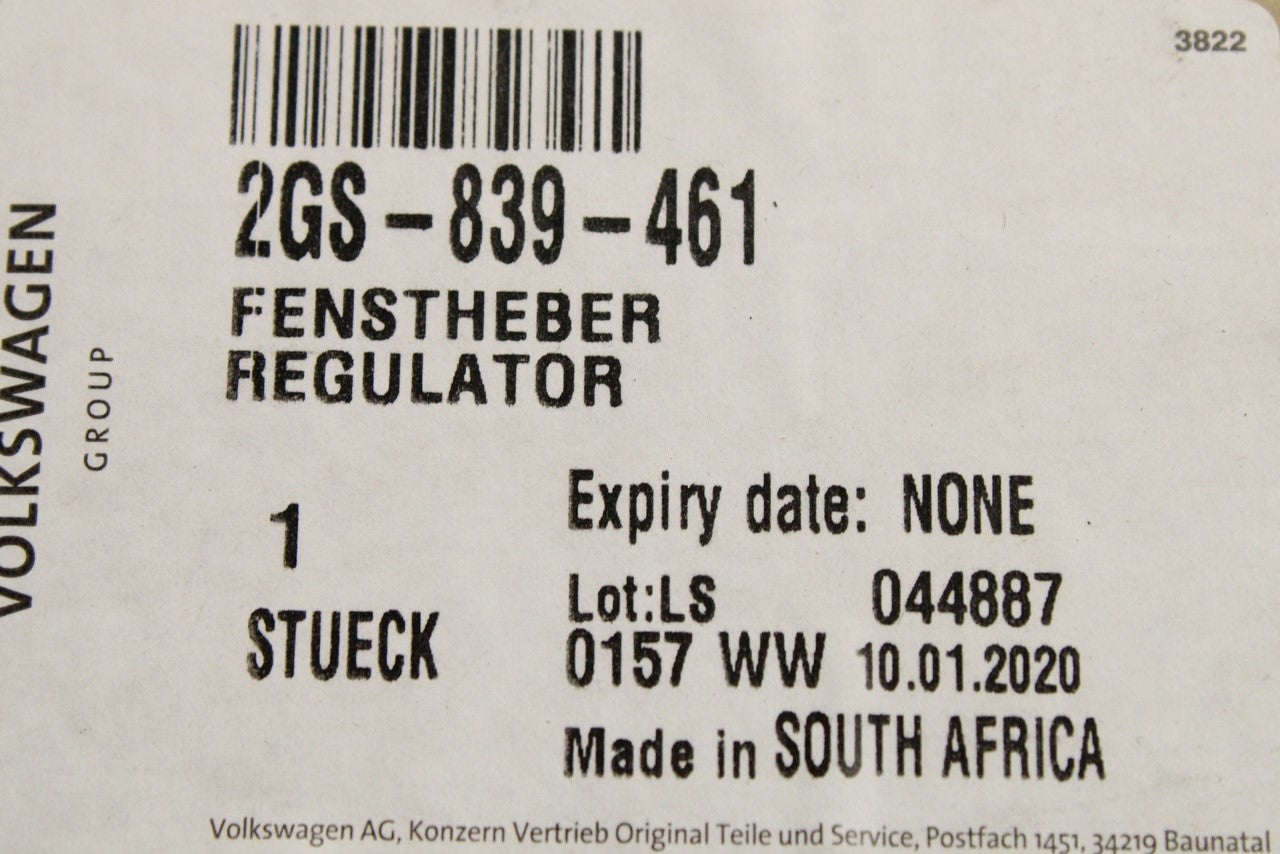 3822
2GS-839-461
FENSTHEBER
REGULATOR
VOLKSWAGEN
GROUP
1
STUECK
Expiry date: NONE
Lot:LS 044887
0157 WW 10.01.2020
Made in SOUTH AFRICA
Volkswagen AG, Konzern Vertrieb Original Teile und Service, Postfach 1451, 34219 Baunatal